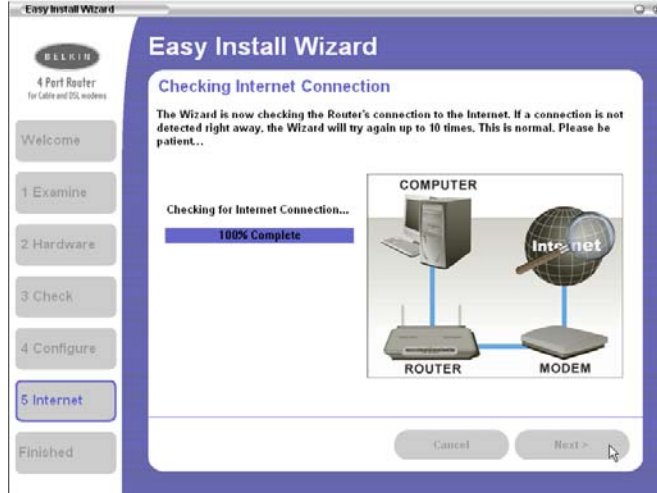 Easy Install Wizard
BELKIN
4 Port Router
for Cable and DSL modems
Welcome
1 Examine
2 Hardware
3 Check
4 Configure
5 Internet
Finished
Easy Install Wizard
Checking Internet Connection
The Wizard is now checking the Router's connection to the Internet. If a connection is not
detected right away, the Wizard will try again up to 10 times. This is normal. Please be
patient...
Checking for Internet Connection...
100% Complete
COMPUTER
Internet
ROUTER
MODEM
Cancel
Next >